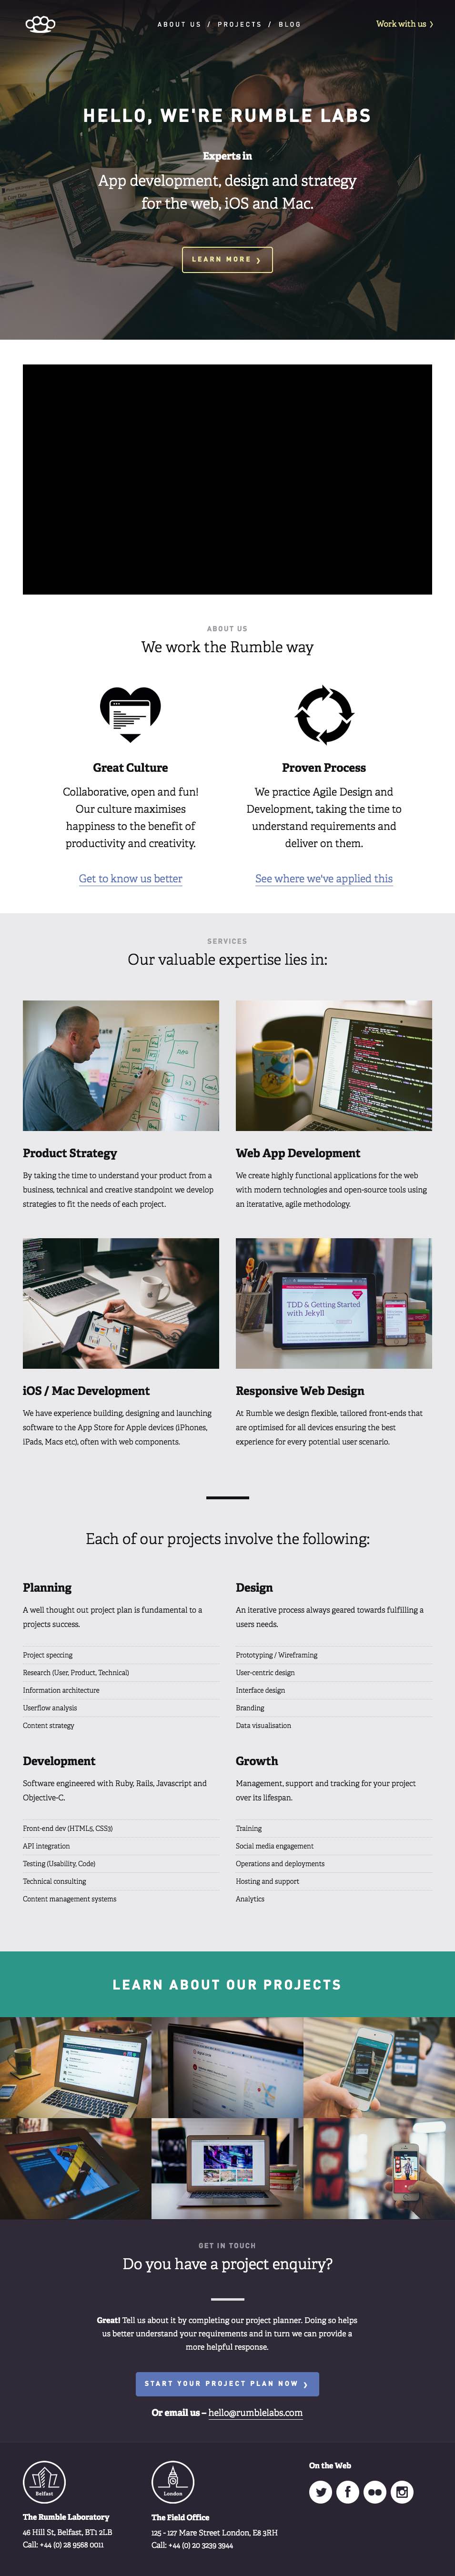 ABOUT US / PROJECTS / BLOG
Work with us
HELLO, WE'RE RUMBLE LABS
Experts in
App development, design and strategy
for the web, iOS and Mac.
LEARN MORE
ABOUT US
We work the Rumble way
Great Culture
Collaborative, open and fun!
Our culture maximises
happiness to the benefit of
productivity and creativity.
Get to know us better
Proven Process
We practice Agile Design and
Development, taking the time to
understand requirements and
deliver on them.
See where we've applied this
SERVICES
Our valuable expertise lies in:
Product Strategy
By taking the time to understand your product from a
business, technical and creative standpoint we develop
strategies to fit the needs of each project.
Web App Development
We create highly functional applications for the web
with modern technologies and open-source tools using
an iteratative, agile methodology.
TDD & Getting Started
with Jekyll
iOS / Mac Development
We have experience building, designing and launching
software to the App Store for Apple devices (iPhones,
iPads, Macs etc), often with web components.
Responsive Web Design
At Rumble we design flexible, tailored front-ends that
are optimised for all devices ensuring the best
experience for every potential user scenario.
Each of our projects involve the following:
Planning
A well thought out project plan is fundamental to a
projects success.
Project speccing
Research (User, Product, Technical)
Information architecture
Userflow analysis
Content strategy
Design
An iterative process always geared towards fulfilling a
users needs.
Prototyping / Wireframing
User-centric design
Interface design
Branding
Data visualisation
Development
Software engineered with Ruby, Rails, Javascript and
Objective-C.
Front-end dev (HTML5, CSS3)
API integration
Testing (Usability, Code)
Technical consulting
Content management systems
Growth
Management, support and tracking for your project
over its lifespan.
Training
Social media engagement
Operations and deployments
Hosting and support
Analytics
LEARN ABOUT OUR PROJECTS
GET IN TOUCH
Do you have a project enquiry?
Great! Tell us about it by completing our project planner. Doing so helps
us better understand your requirements and in turn we can provide a
more helpful response.
START YOUR PROJECT PLAN NOW
Or email us – hello@rumblelabs.com
Belfast
The Rumble Laboratory
46 Hill St, Belfast, BT1 2LB
Call: +44 (0) 28 9568 0011
London
The Field Office
125 - 127 Mare Street London, E8 3RH
Call: +44 (0) 20 3239 3944
On the Web